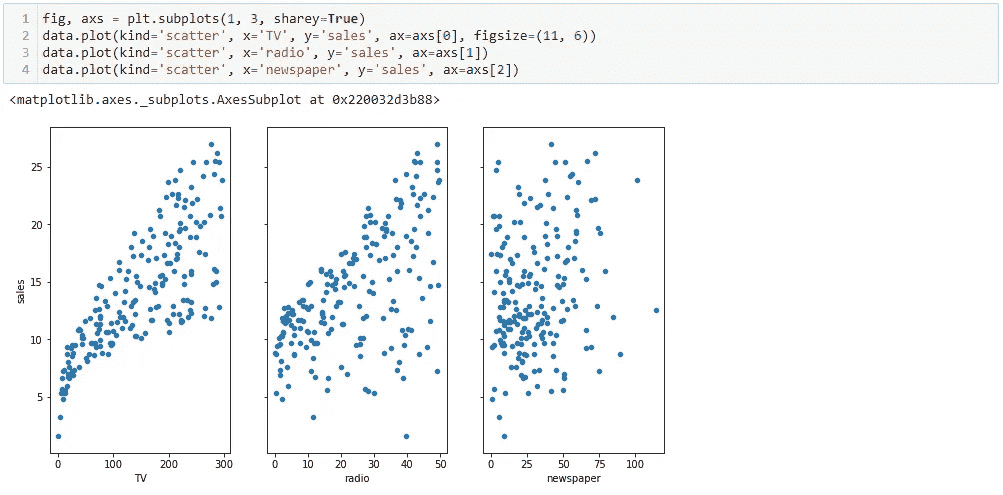 1 fig, axs = plt.subplots(1, 3, sharey=True)
2 data.plot(kind='scatter', x='TV', y='sales', ax=axs[0], figsize=(11, 6))
3 data.plot(kind='scatter', x='radio', y='sales', ax=axs[1])
4 data.plot(kind='scatter', x='newspaper', y='sales', ax=axs[2])
<matplotlib.axes._subplots.AxesSubplot at 0x220032d3b88>
25
20
15
10
5
sales
0 100 200 300
TV
0 10 20 30 40 50
radio
0 25 50 75 100
newspaper